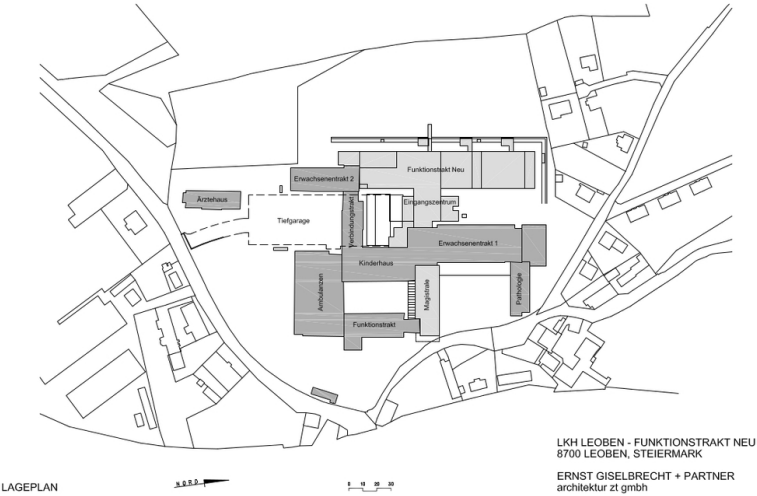 Funktionstrakt Neu
Erwachsenentrakt 2
Ärztehaus
Eingangszentrum
Tiefgarage
Verbindungstrakt
Erwachsenentrakt 1
Kinderhaus
Ambulanzen
Magistrale
Pathologie
Funktionstrakt
LKH LEOBEN - FUNKTIONSTRAKT NEU
8700 LEOBEN, STEIERMARK
ERNST GISELBRECHT + PARTNER
architektur zt gmbh
LAGEPLAN
NORD
0 10 20 30